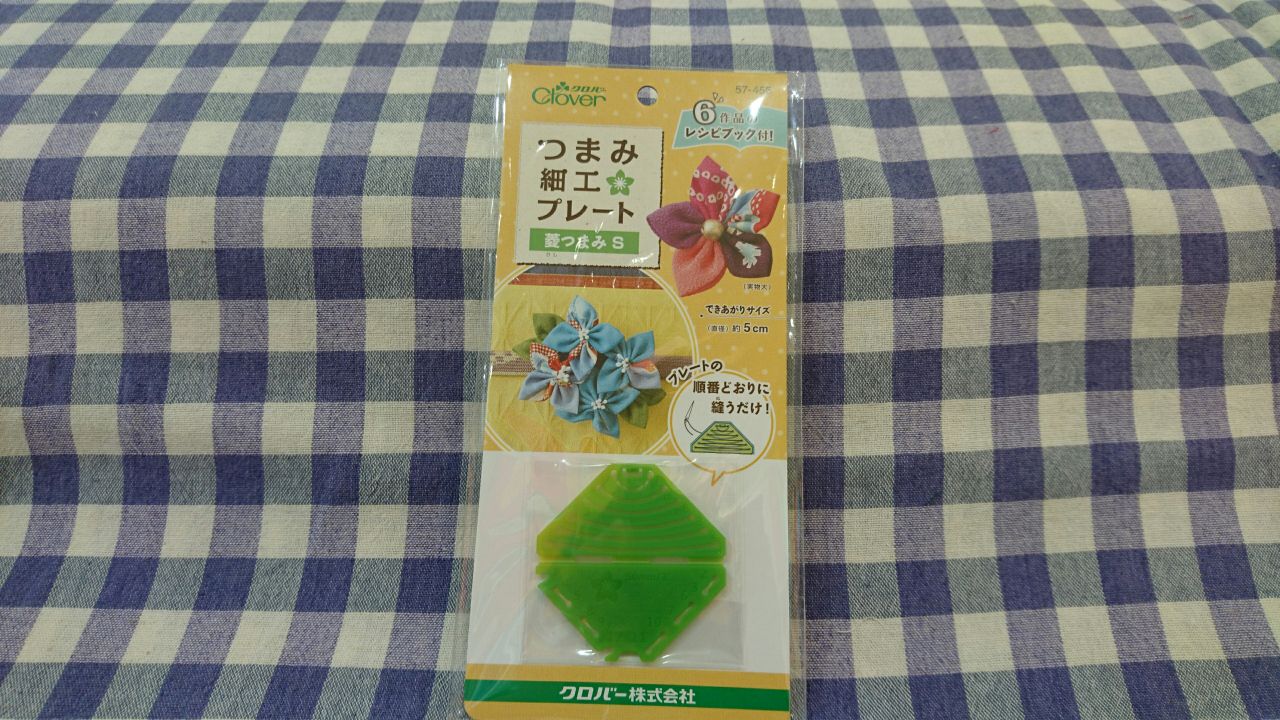 クロバー
Clover
57-455
6作品の
レシピブック付!
つまみ
細工
プレート
菱つまみ S
ひし
(実物大)
できあがりサイズ
(直径) 約5cm
プレートの
順番どおりに
縫うだけ!
クロバー株式会社